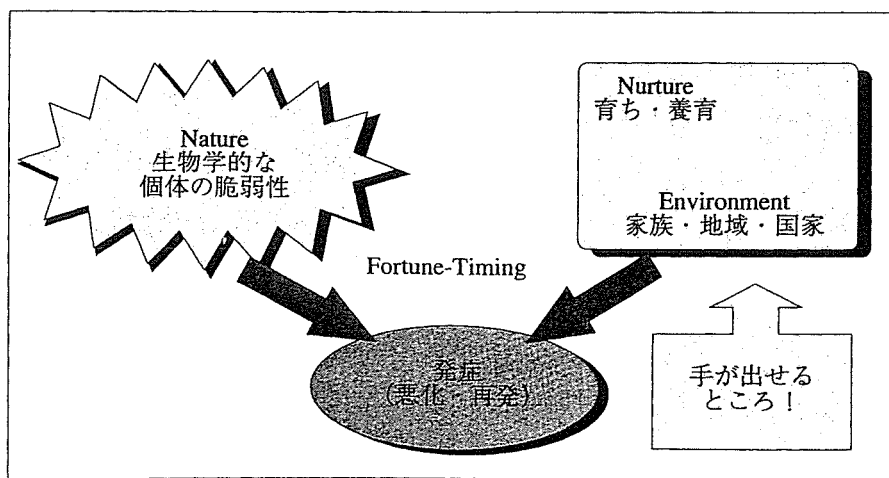 Nature
生物学的な
個体の脆弱性
Nurture
育ち・養育
Environment
家族・地域・国家
Fortune-Timing
発症
(悪化・再発)
手が出せる
ところ！